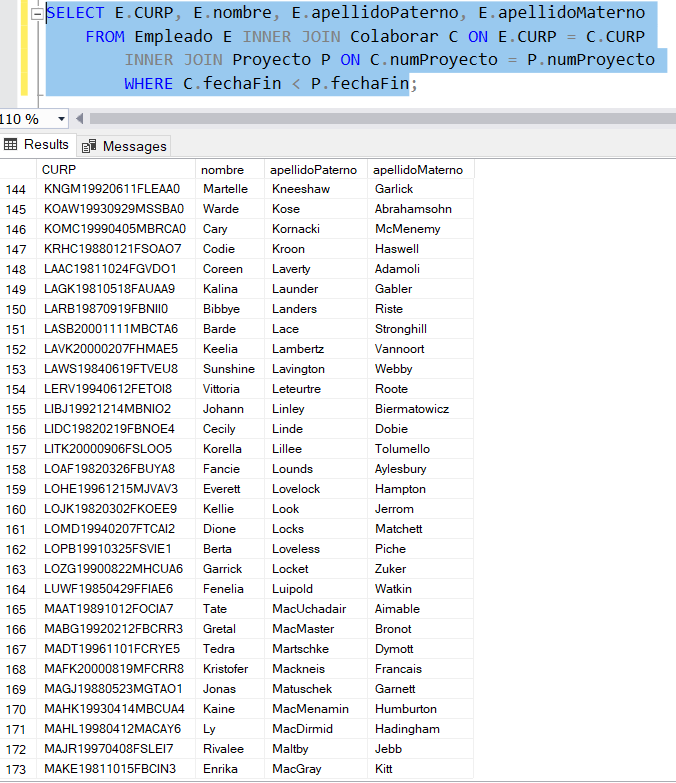 SELECT E.CURP, E.nombre, E.apellidoPaterno, E.apellidoMaterno
FROM Empleado E INNER JOIN Colaborar C ON E.CURP = C.CURP
INNER JOIN Proyecto P ON C.numProyecto = P.numProyecto
WHERE C.fechaFin < P.fechaFin;
110 %
Results Messages
CURP nombre apellidoPaterno apellidoMaterno
144 KNGM19920611FLEAA0 Martelle Kneeshaw Garlick
145 KOAW19930929MSSBA0 Warde Kose Abrahamsohn
146 KOMC19990405MBRCA0 Cary Kornacki McMenemy
147 KRHC19880121FSOAO7 Codie Kroon Haswell
148 LAAC19811024FGVDO1 Coreen Laverty Adamoli
149 LAGK19810518FAUAA9 Kalina Launder Gabler
150 LARB19870919FBNII0 Bibbye Landers Riste
151 LASB20001111MBCTA6 Barde Lace Stronghill
152 LAVK20000207FHMAE5 Keelia Lambertz Vannoort
153 LAWS19840619FTVEU8 Sunshine Lavington Webby
154 LERV19940612FETOI8 Vittoria Leteurtre Roote
155 LIBJ19921214MBNIO2 Johann Linley Biermatowicz
156 LIDC19820219FBNOE4 Cecily Linde Dobie
157 LITK20000906FSLOO5 Korella Lillee Tolumello
158 LOAF19820326FBUYA8 Fancie Lounds Aylesbury
159 LOHE19961215MJVAV3 Everett Lovelock Hampton
160 LOJK19820302FKOEE9 Kellie Look Jerrom
161 LOMD19940207FTCAI2 Dione Locks Matchett
162 LOPB19910325FSVIE1 Berta Loveless Piche
163 LOZG19900822MHCUA6 Garrick Locket Zuker
164 LUWF19850429FFIAE6 Fenelia Luipold Watkin
165 MAAT19891012FOCIA7 Tate MacUchadair Aimable
166 MABG19920212FBCRR3 Gretal MacMaster Bronot
167 MADT19961101FCRYE5 Tedra Martschke Dymott
168 MAFK20000819MFCRR8 Kristofer Mackneis Francais
169 MAGJ19880523MGTAO1 Jonas Matuschek Garnett
170 MAHK19930414MBCUA4 Kaine MacMenamin Humburton
171 MAHL19980412MACAY6 Ly MacDirmid Hadingham
172 MAJR19970408FSLEI7 Rivalee Maltby Jebb
173 MAKE19811015FBCIN3 Enrika MacGray Kitt